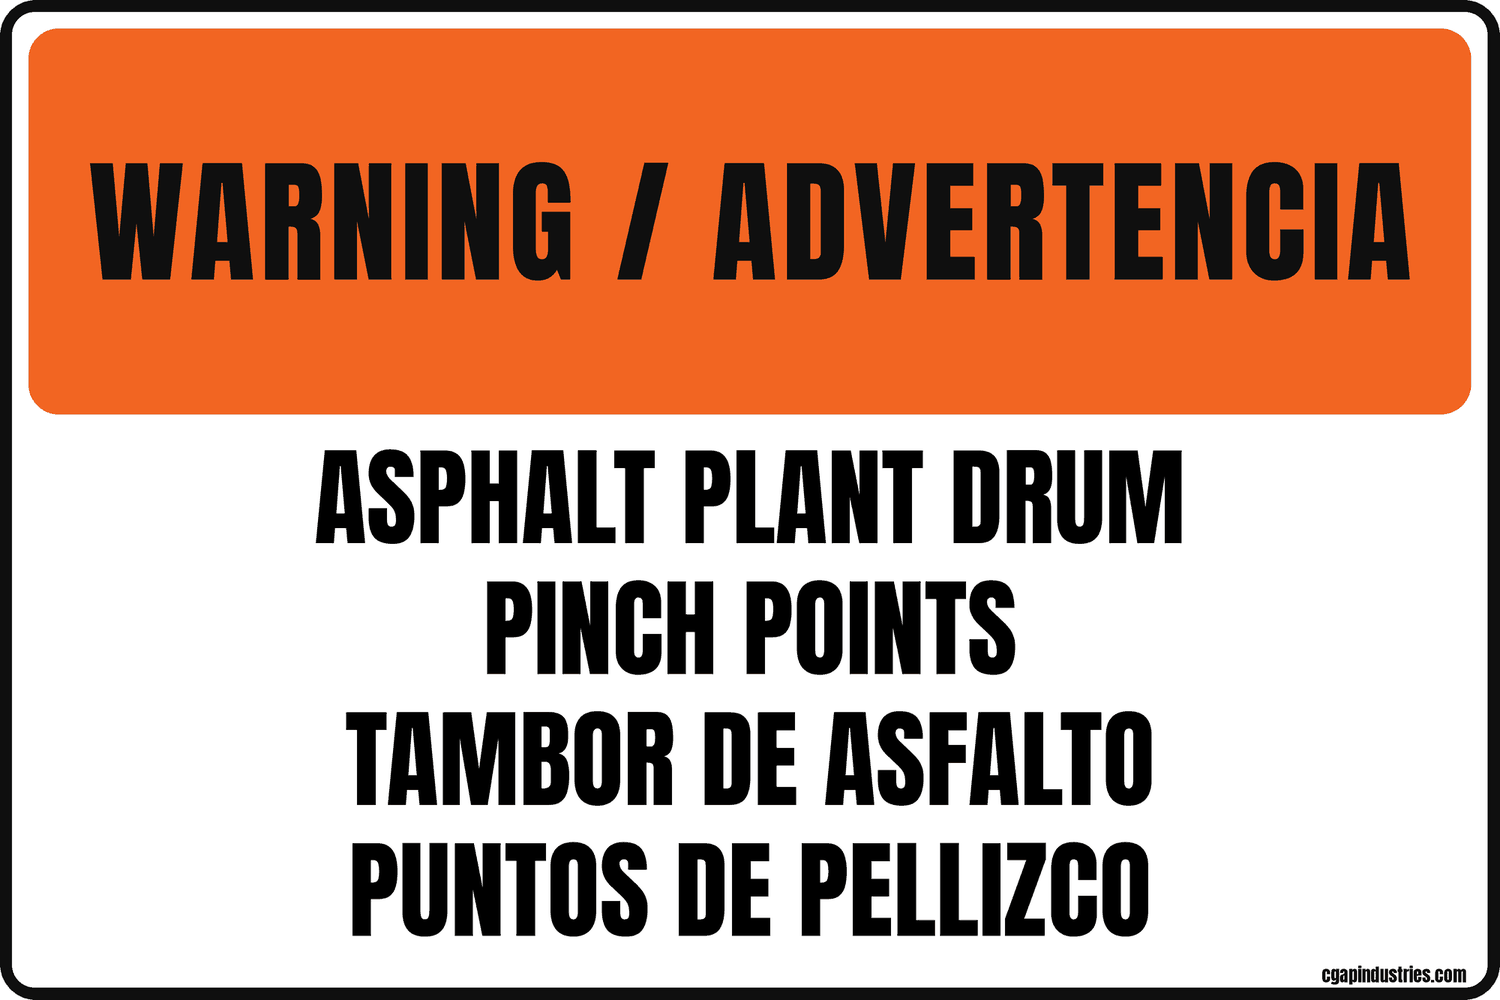 WARNING / ADVERTENCIA
ASPHALT PLANT DRUM
PINCH POINTS
TAMBOR DE ASFALTO
PUNTOS DE PELLIZCO
cgapindustries.com